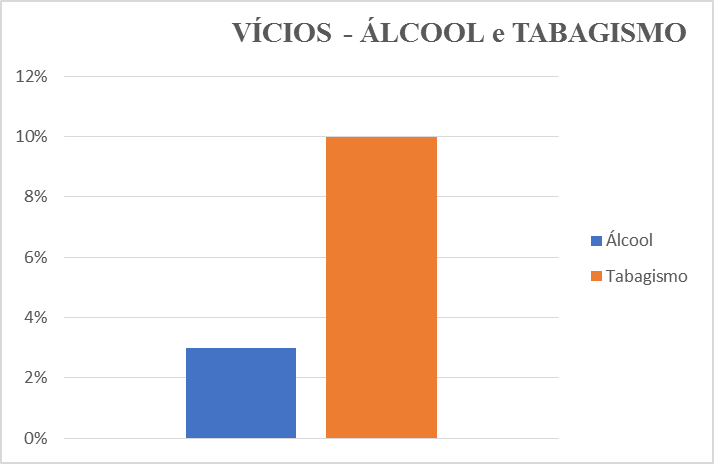 VÍCIOS - ÁLCOOL e TABAGISMO
12%
10%
8%
6%
4%
2%
0%
Álcool
Tabagismo